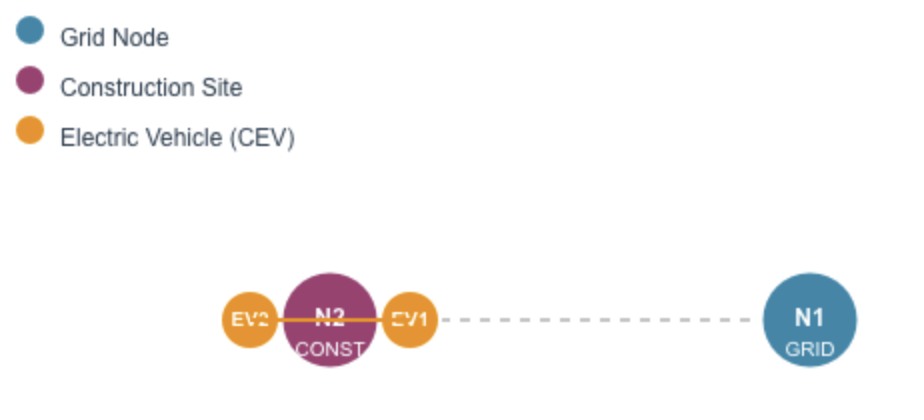 Grid Node
Construction Site
Electric Vehicle (CEV)
EV2 N2 EV1 N1
CONST GRID